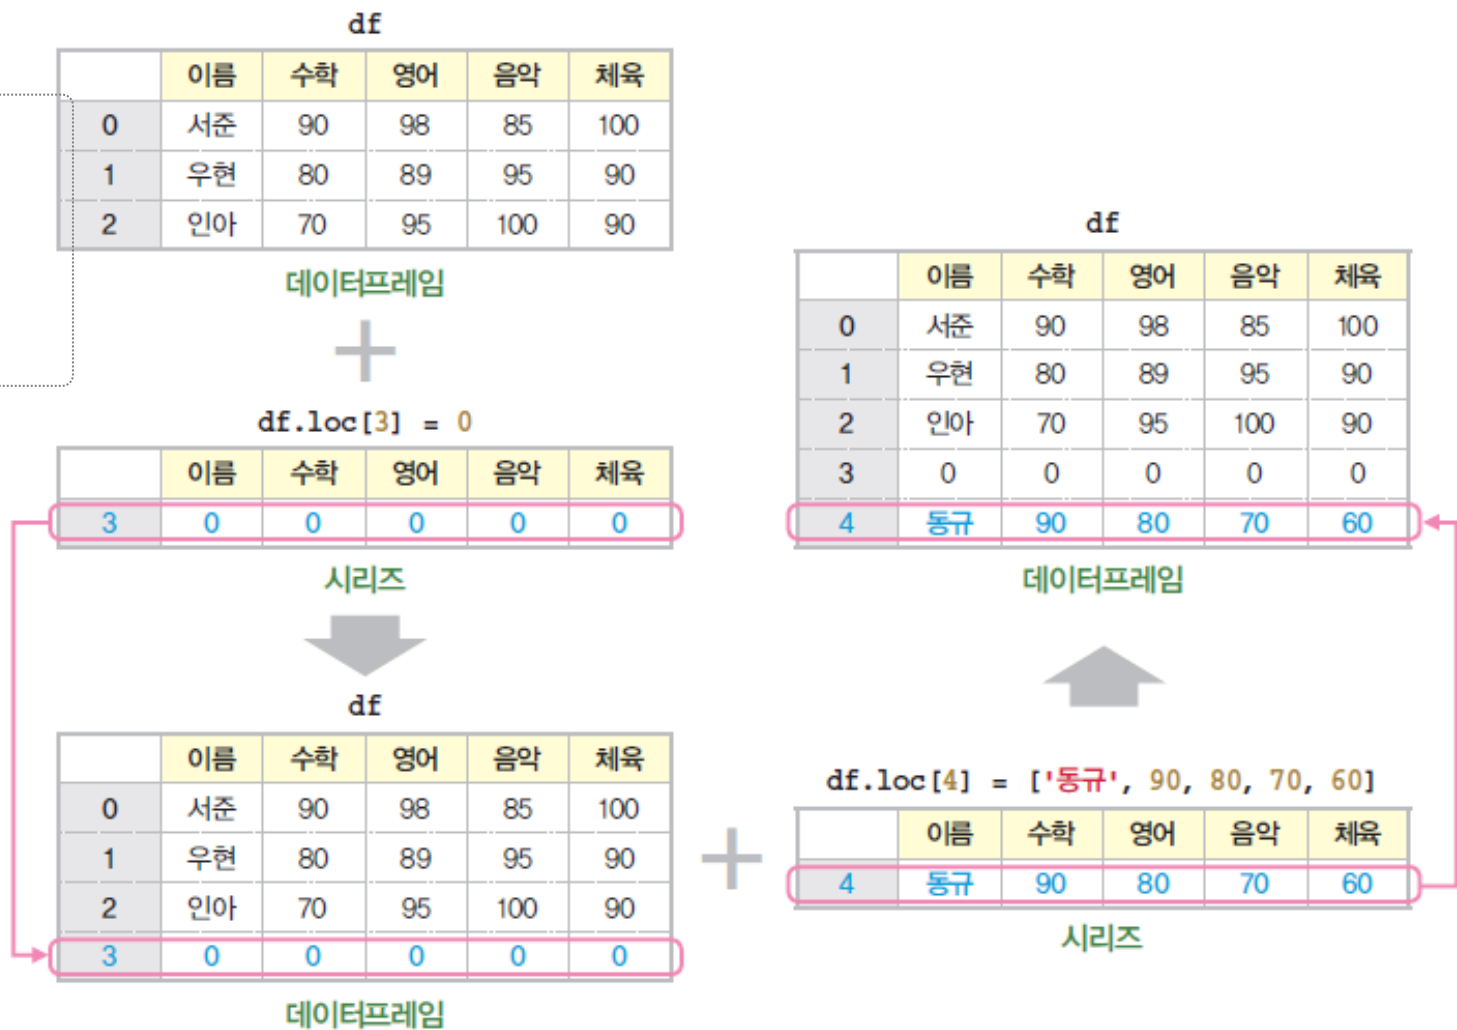 df
이름 수학 영어 음악 체육
0 서준 90 98 85 100
1 우현 80 89 95 90
2 인아 70 95 100 90
데이터프레임
+
df.loc[3] = 0
이름 수학 영어 음악 체육
3 0 0 0 0 0
시리즈
df
이름 수학 영어 음악 체육
0 서준 90 98 85 100
1 우현 80 89 95 90
2 인아 70 95 100 90
3 0 0 0 0 0
데이터프레임
+
df.loc[4] = ['동규', 90, 80, 70, 60]
이름 수학 영어 음악 체육
4 동규 90 80 70 60
시리즈
df
이름 수학 영어 음악 체육
0 서준 90 98 85 100
1 우현 80 89 95 90
2 인아 70 95 100 90
3 0 0 0 0 0
4 동규 90 80 70 60
데이터프레임